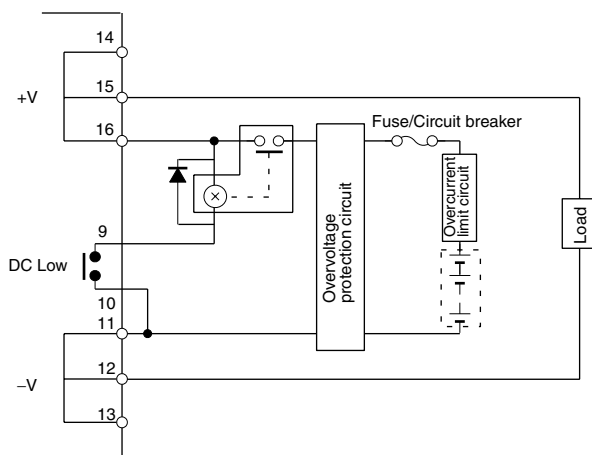 14
15
+V
16
Fuse/Circuit breaker
Overvoltage
protection circuit
Overcurrent
limit circuit
Load
9
DC Low
10
11
12
−V
13